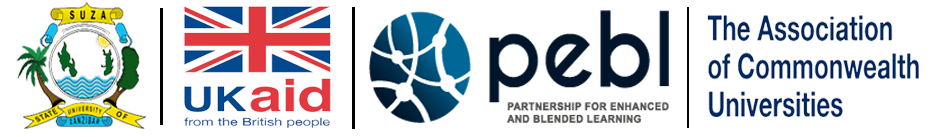 SUZA
STATE UNIVERSITY OF
ZANZIBAR
UKaid
from the British people
pebl
PARTNERSHIP FOR ENHANCED
AND BLENDED LEARNING
The Association
of Commonwealth
Universities